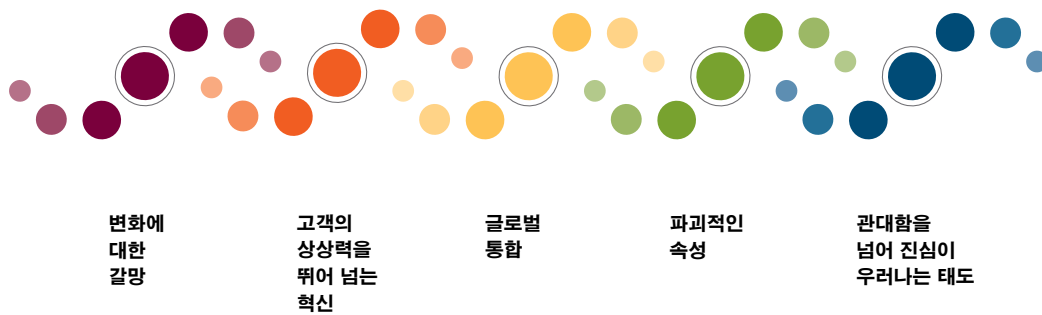 변화에
대한
갈망
고객의
상상력을
뛰어 넘는
혁신
글로벌
통합
파괴적인
속성
관대함을
넘어 진심이
우러나는 태도